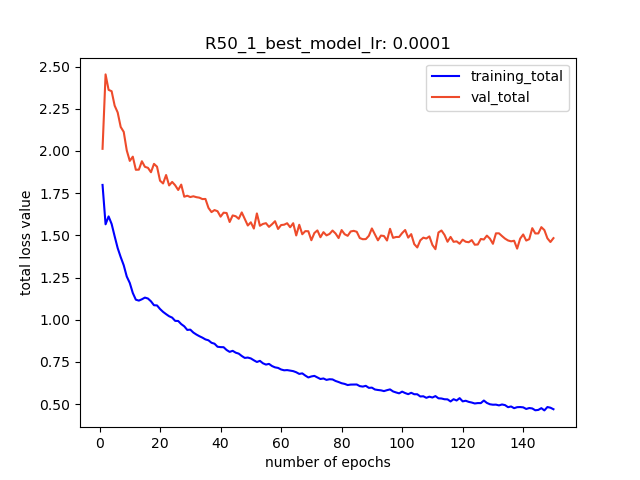 R50_1_best_model_lr: 0.0001
2.50
2.25
2.00
1.75
1.50
1.25
1.00
0.75
0.50
total loss value
training_total
val_total
0 20 40 60 80 100 120 140
number of epochs